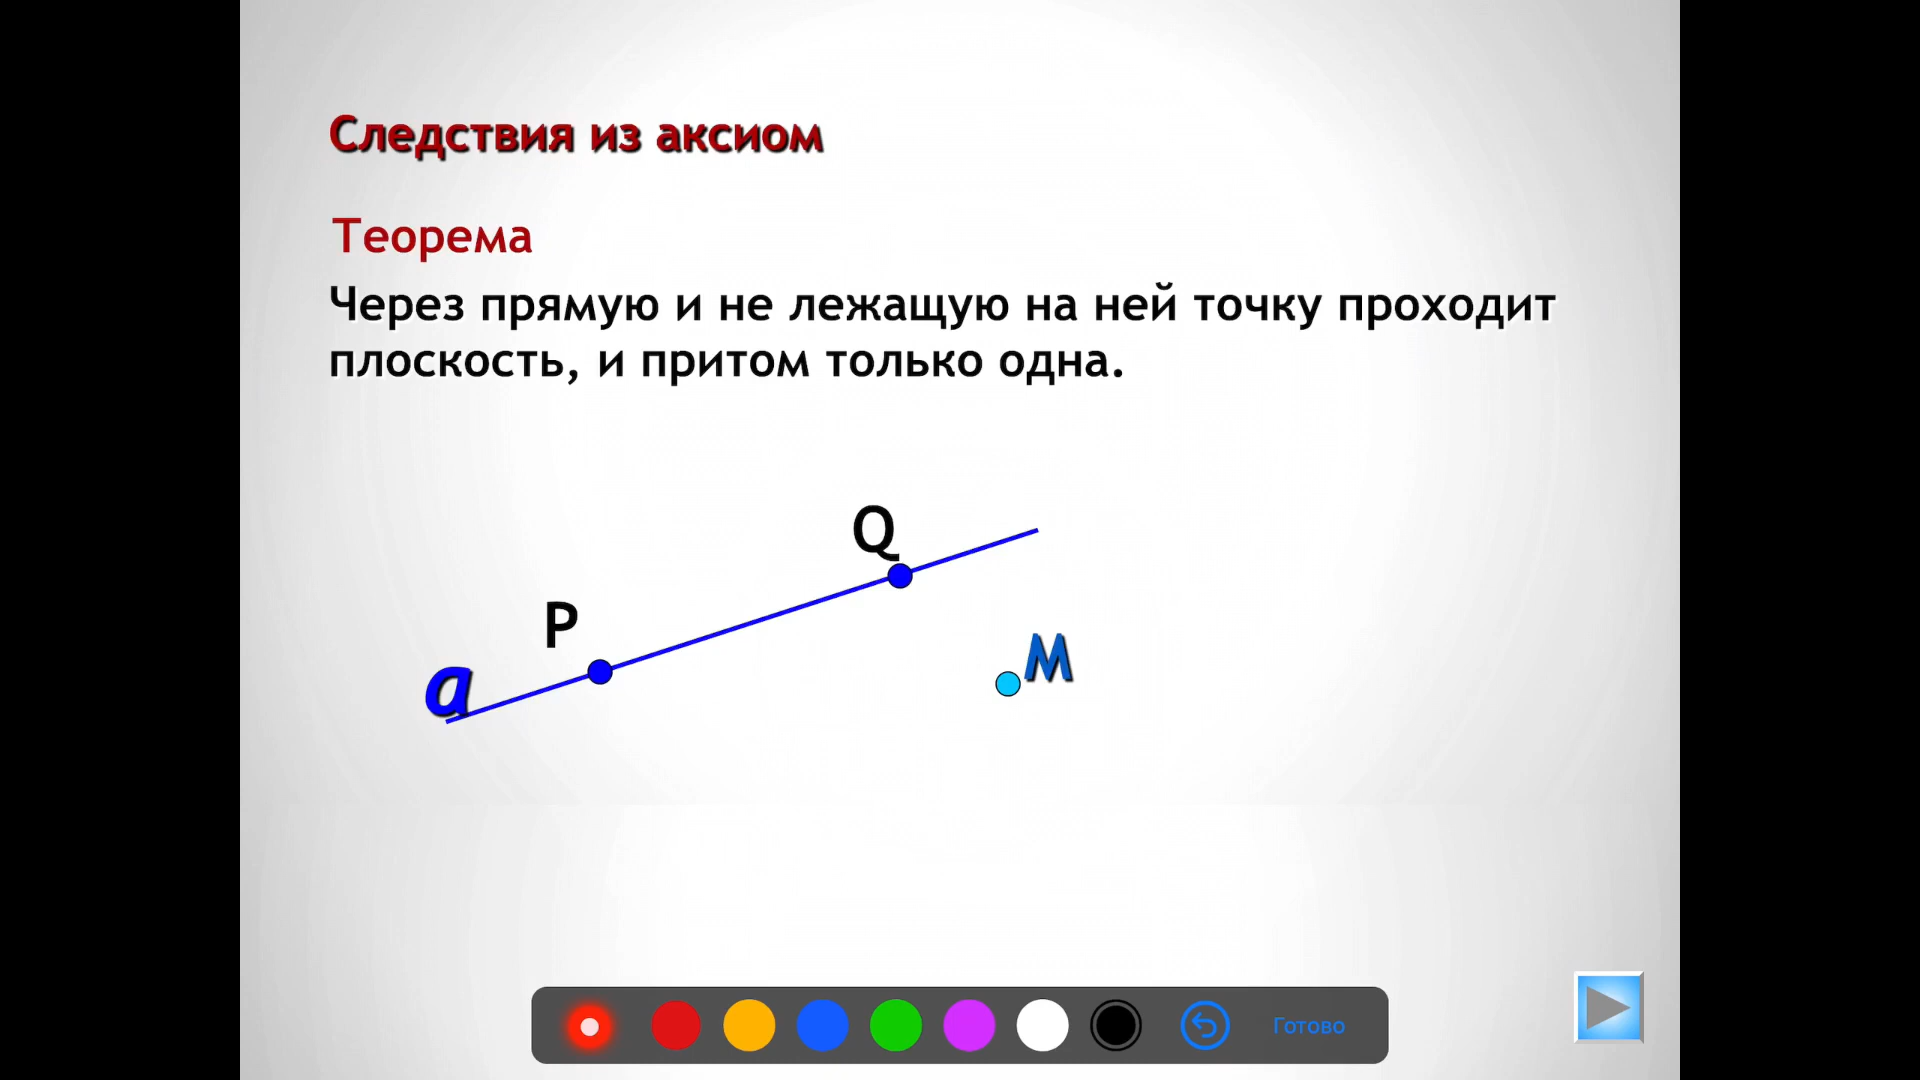 Следствия из аксиом
Теорема
Через прямую и не лежащую на ней точку проходит
плоскость, и притом только одна.
Q
P
M
a
Готово